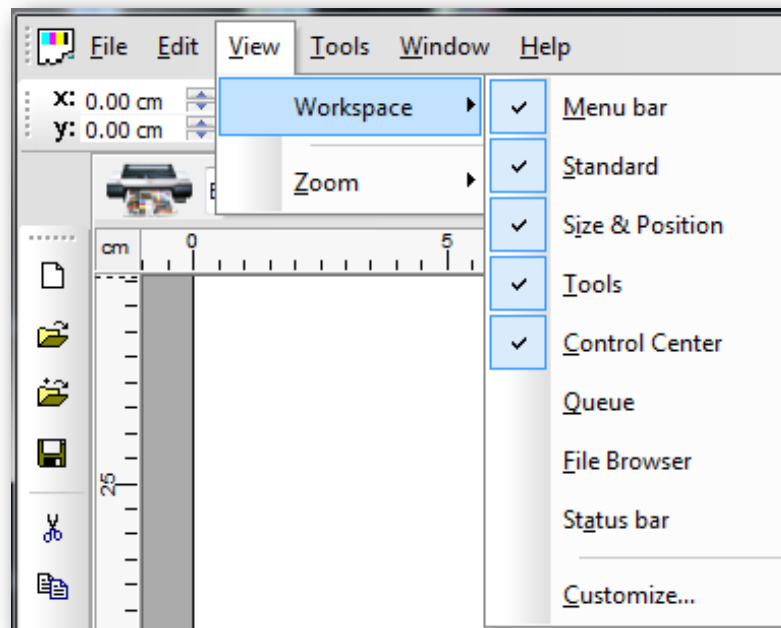 File Edit View Tools Window Help
x: 0.00 cm
y: 0.00 cm
Workspace
Zoom
Menu bar
Standard
Size & Position
Tools
Control Center
Queue
File Browser
Status bar
Customize...
cm 0 5
25